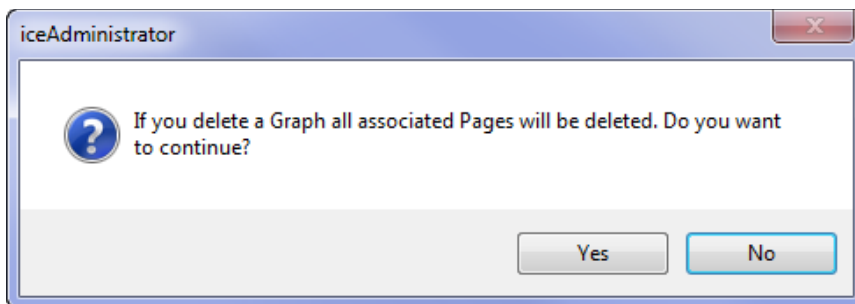 iceAdministrator
If you delete a Graph all associated Pages will be deleted. Do you want
to continue?
Yes
No